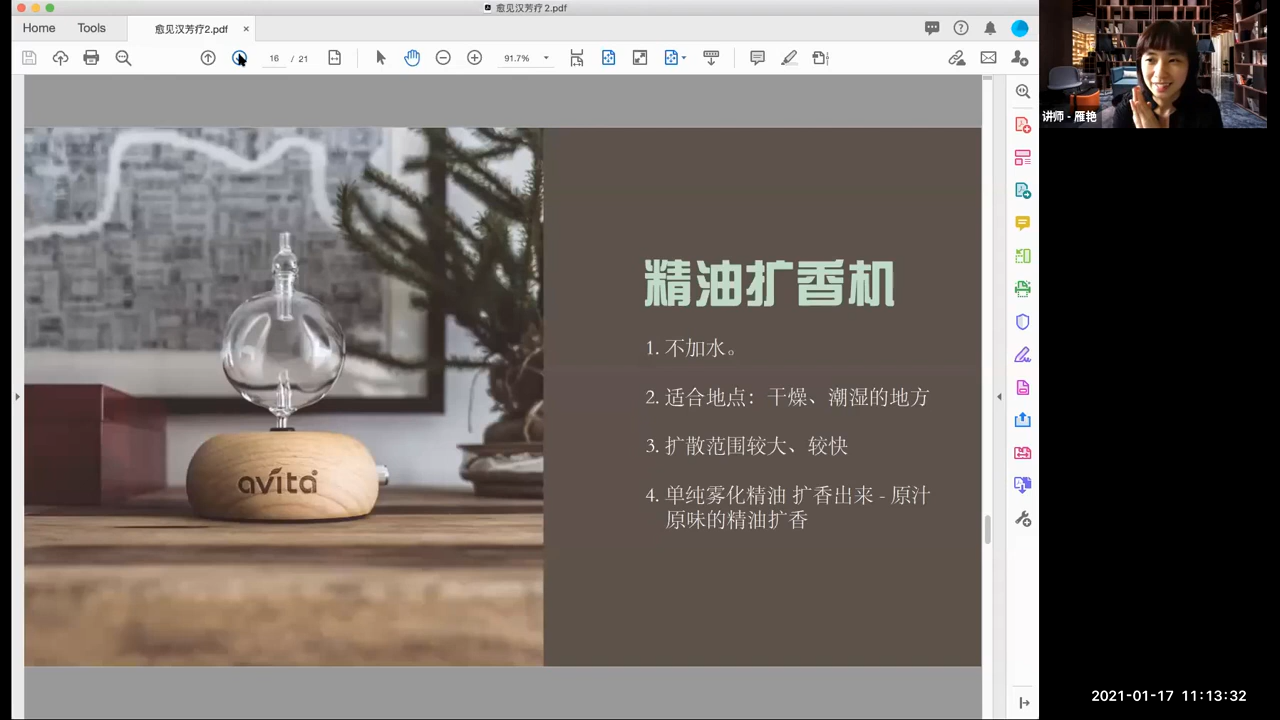 愈见汉芳疗2.pdf
Home
Tools
愈见汉芳疗2.pdf
×
16 / 21
91.7%
讲师 - 雁艳
精油扩香机
1. 不加水。
2. 适合地点：干燥、潮湿的地方
3. 扩散范围较大、较快
4. 单纯雾化精油 扩香出来 - 原汁
原味的精油扩香
avita
2021-01-17 11:13:32